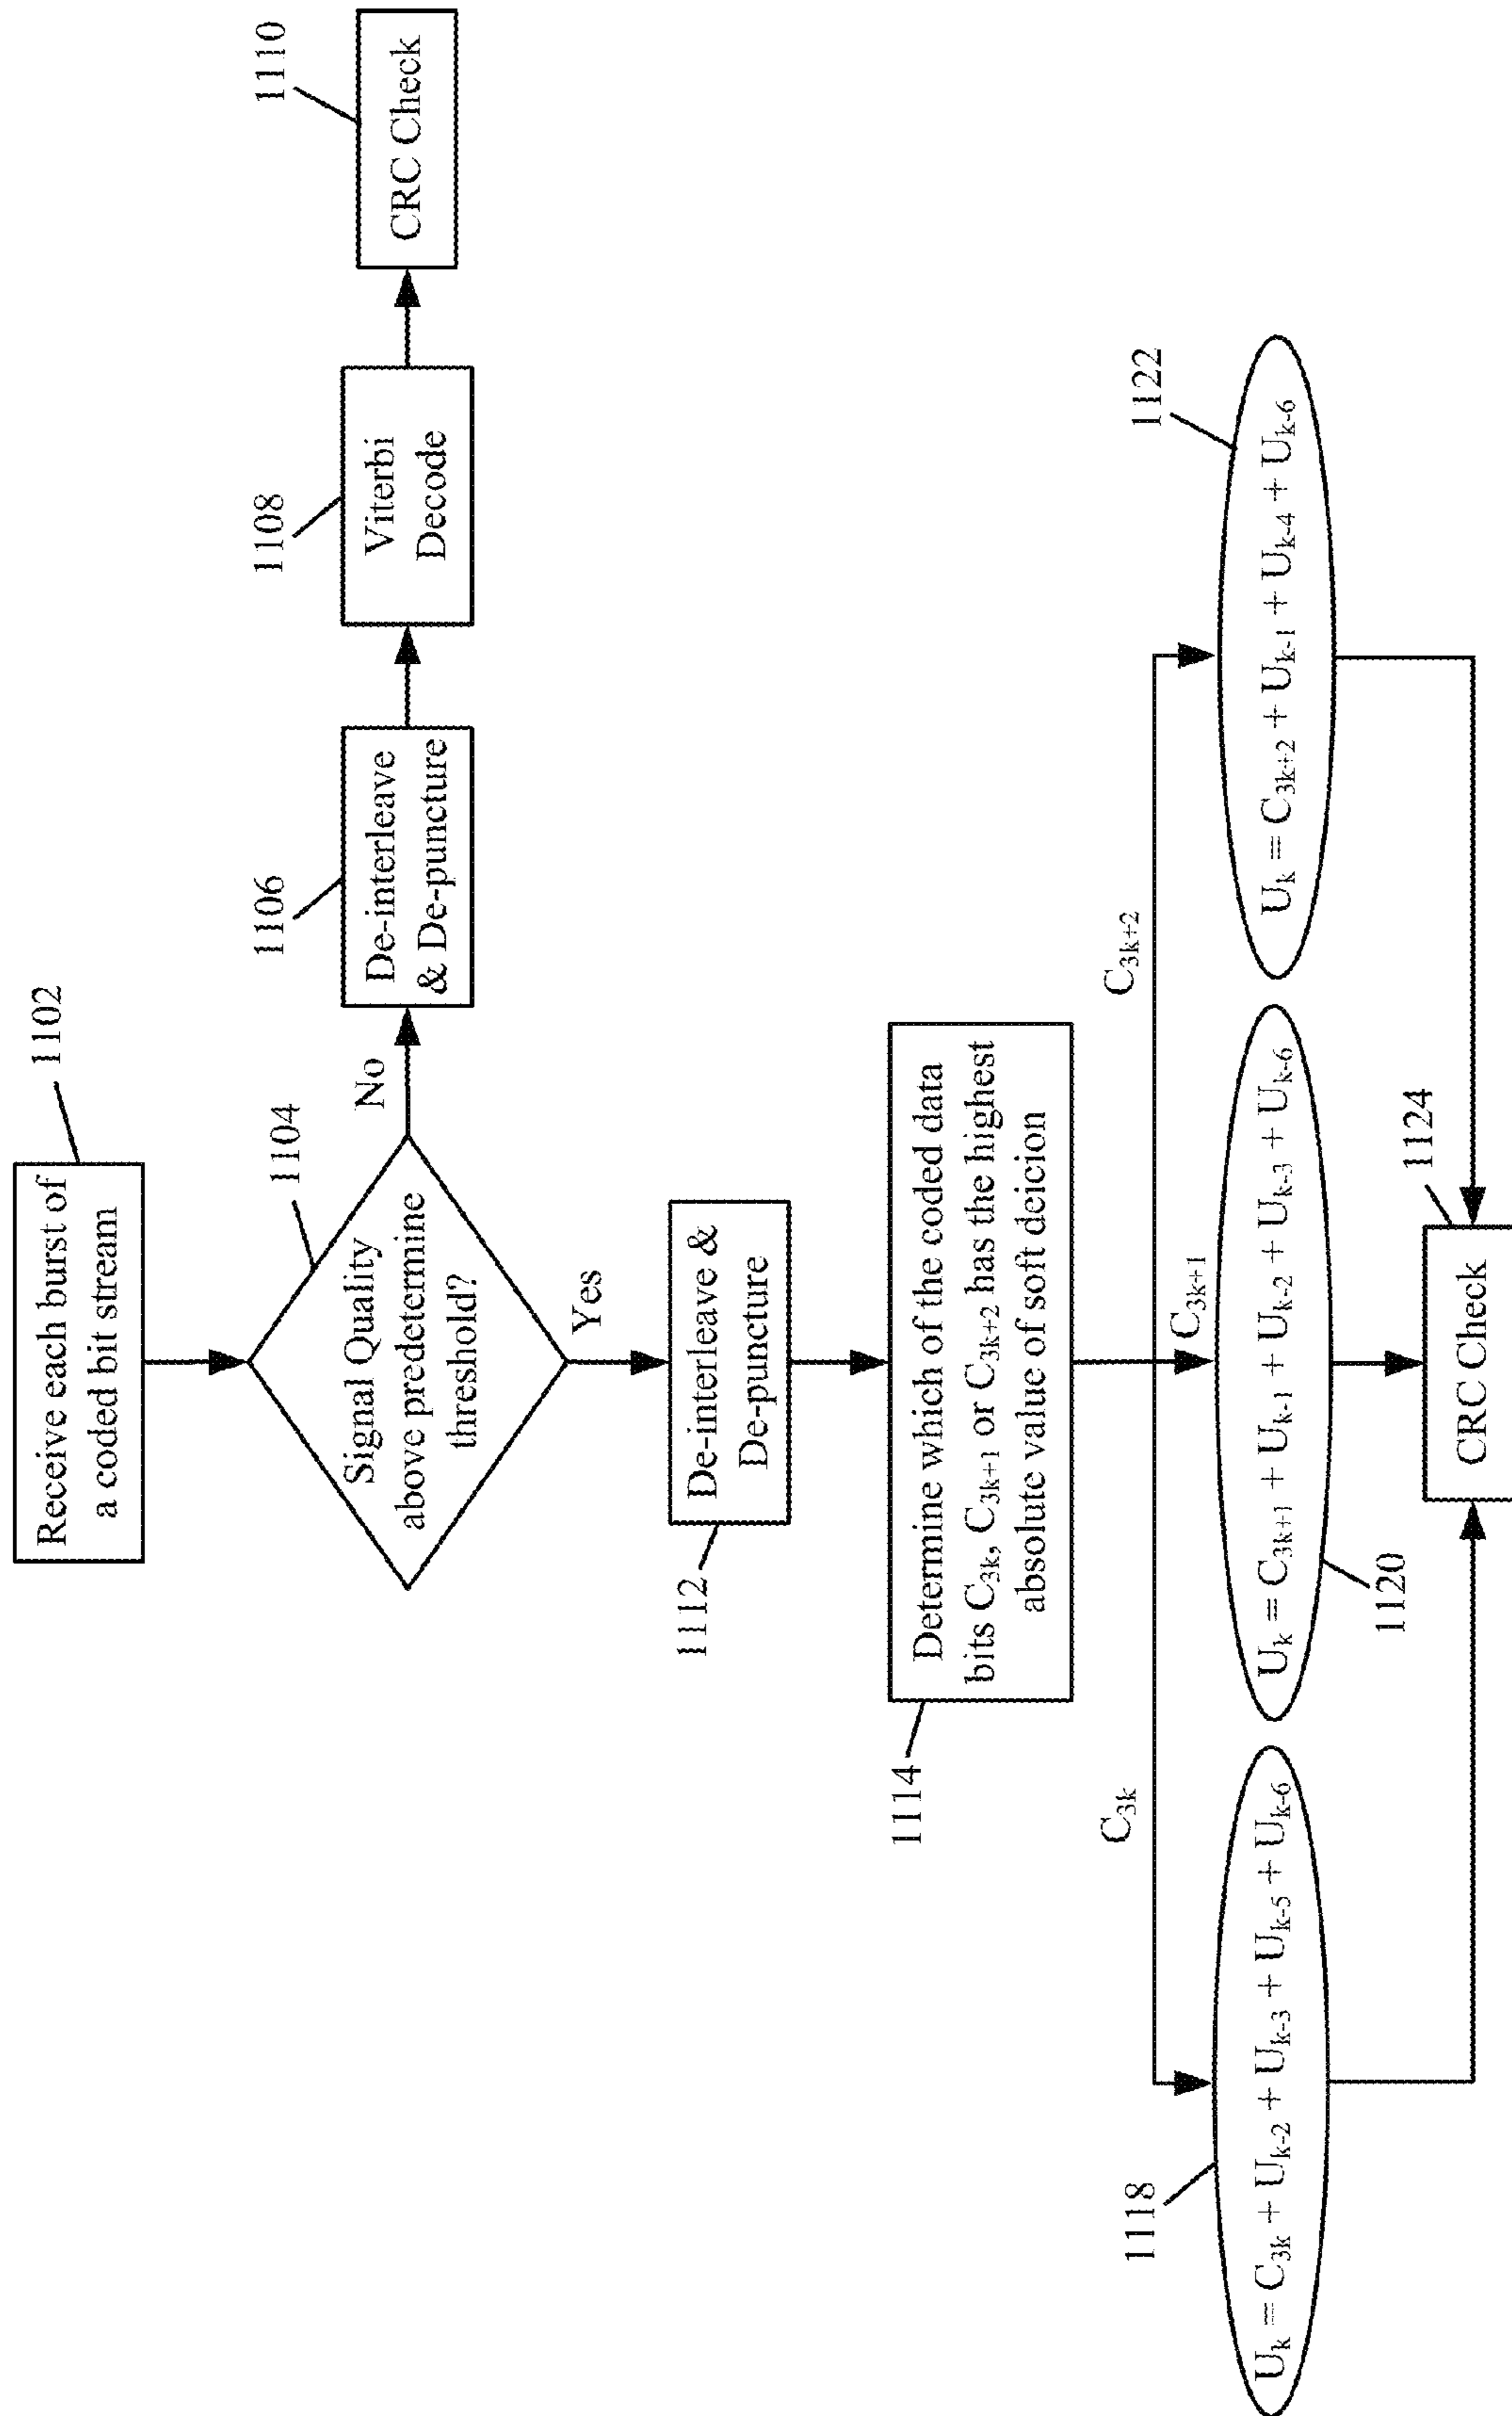 1102
Receive each burst of
a coded bit stream
1104
Signal Quality
above predetermine
threshold?
No
1106
De-interleave
& De-puncture
1108
Viterbi
Decode
1110
CRC Check
Yes
1112
De-interleave &
De-puncture
1114
Determine which of the coded data
bits C3k, C3k+1 or C3k+2 has the highest
absolute value of soft deicion
C3k
C3k+1
C3k+2
1118
Uk = C3k + Uk-2 + Uk-3 + Uk-5 + Uk-6
1120
Uk = C3k+1 + Uk-1 + Uk-2 + Uk-3 + Uk-6
1122
Uk = C3k+2 + Uk-1 + Uk-4 + Uk-6
1124
CRC Check